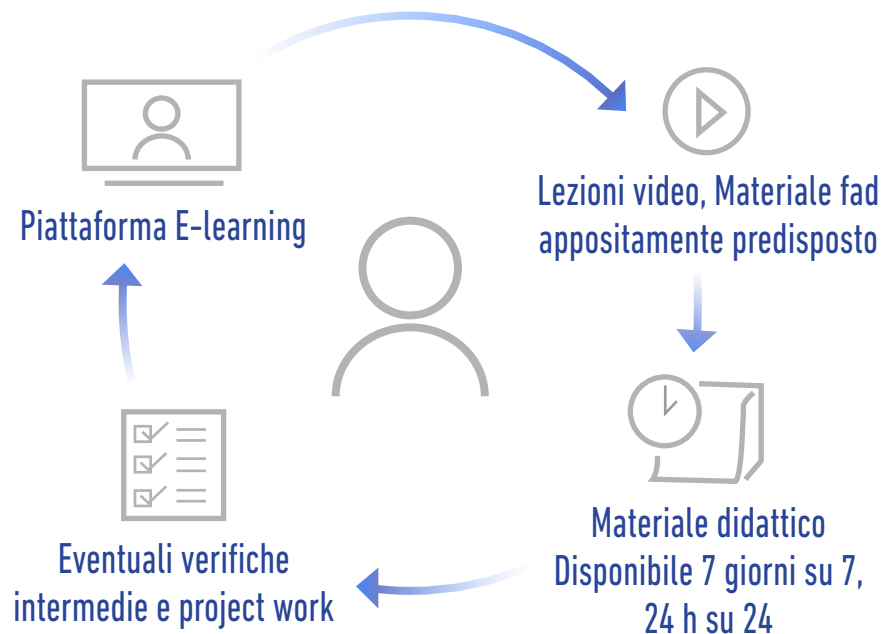 Piattaforma E-learning
Lezioni video, Materiale fad
appositamente predisposto
Materiale didattico
Disponibile 7 giorni su 7,
24 h su 24
Eventuali verifiche
intermedie e project work